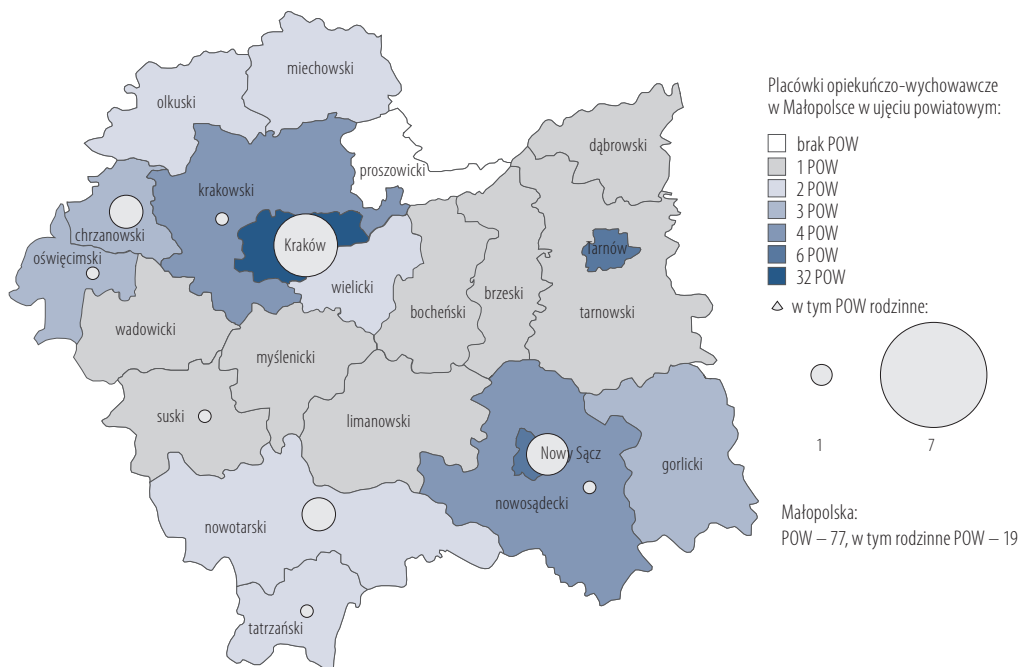 miechowski
olkuski
dąbrowski
proszowicki
krakowski
chrzanowski
Kraków
Tarnów
oświęcimski
wielicki
brzeski
bocheński
tarnowski
wadowicki
myślenicki
suski
limanowski
Nowy Sącz
gorlicki
nowosądecki
nowotarski
tatrzański
Placówki opiekuńczo-wychowawcze
w Małopolsce w ujęciu powiatowym:
brak POW
1 POW
2 POW
3 POW
4 POW
6 POW
32 POW
w tym POW rodzinne:
1
7
Małopolska:
POW – 77, w tym rodzinne POW – 19